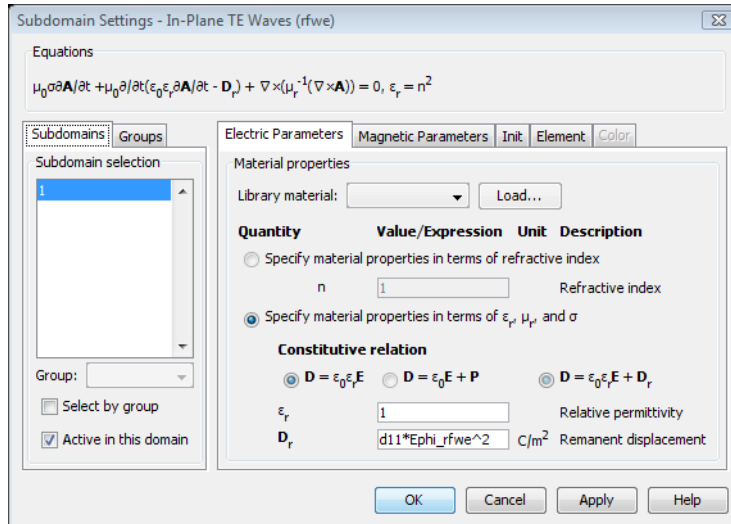 Subdomain Settings - In-Plane TE Waves (rfwe)
Equations
μ₀σ∂A/∂t +μ₀∂/∂t(ε₀εᵣ∂A/∂t - Dᵣ) + ∇×(μᵣ⁻¹(∇×A)) = 0, εᵣ = n²
Subdomains Groups
Subdomain selection
1
Group:
Select by group
Active in this domain
Electric Parameters Magnetic Parameters Init Element Color
Material properties
Library material: Load...
Quantity Value/Expression Unit Description
Specify material properties in terms of refractive index
n 1 Refractive index
Specify material properties in terms of εᵣ, μᵣ, and σ
Constitutive relation
D = ε₀εᵣE D = ε₀E + P D = ε₀εᵣE + Dᵣ
εᵣ 1 Relative permittivity
Dᵣ d11*Ephi_rfwe^2 C/m² Remanent displacement
OK Cancel Apply Help